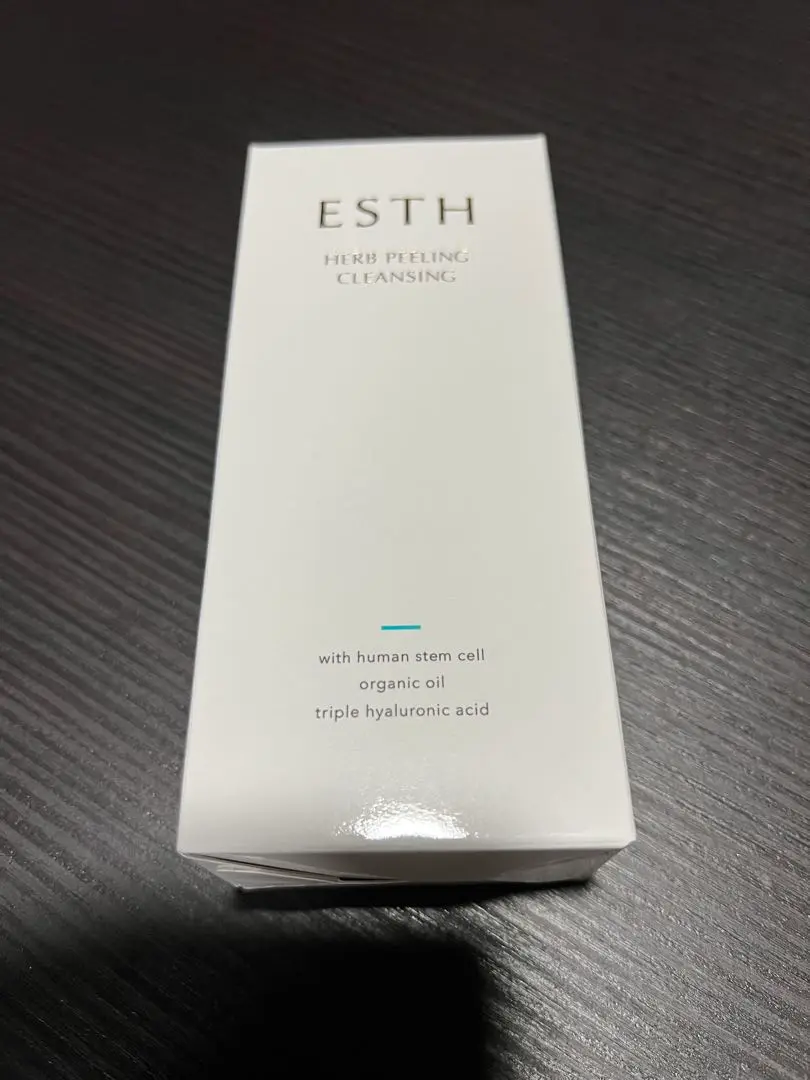 ESTH
HERB PEELING
CLEANSING
with human stem cell
organic oil
triple hyaluronic acid